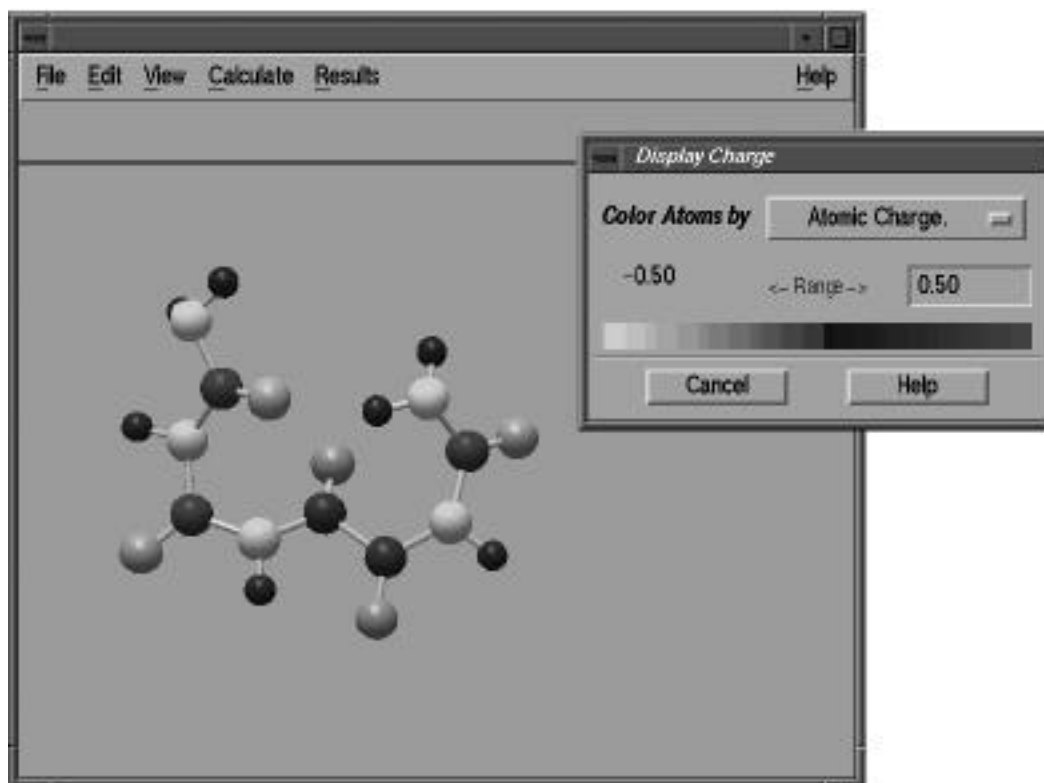 File Edit View Calculate Results Help
Display Charge
Color Atoms by Atomic Charge.
-0.50 <- Range -> 0.50
Cancel Help